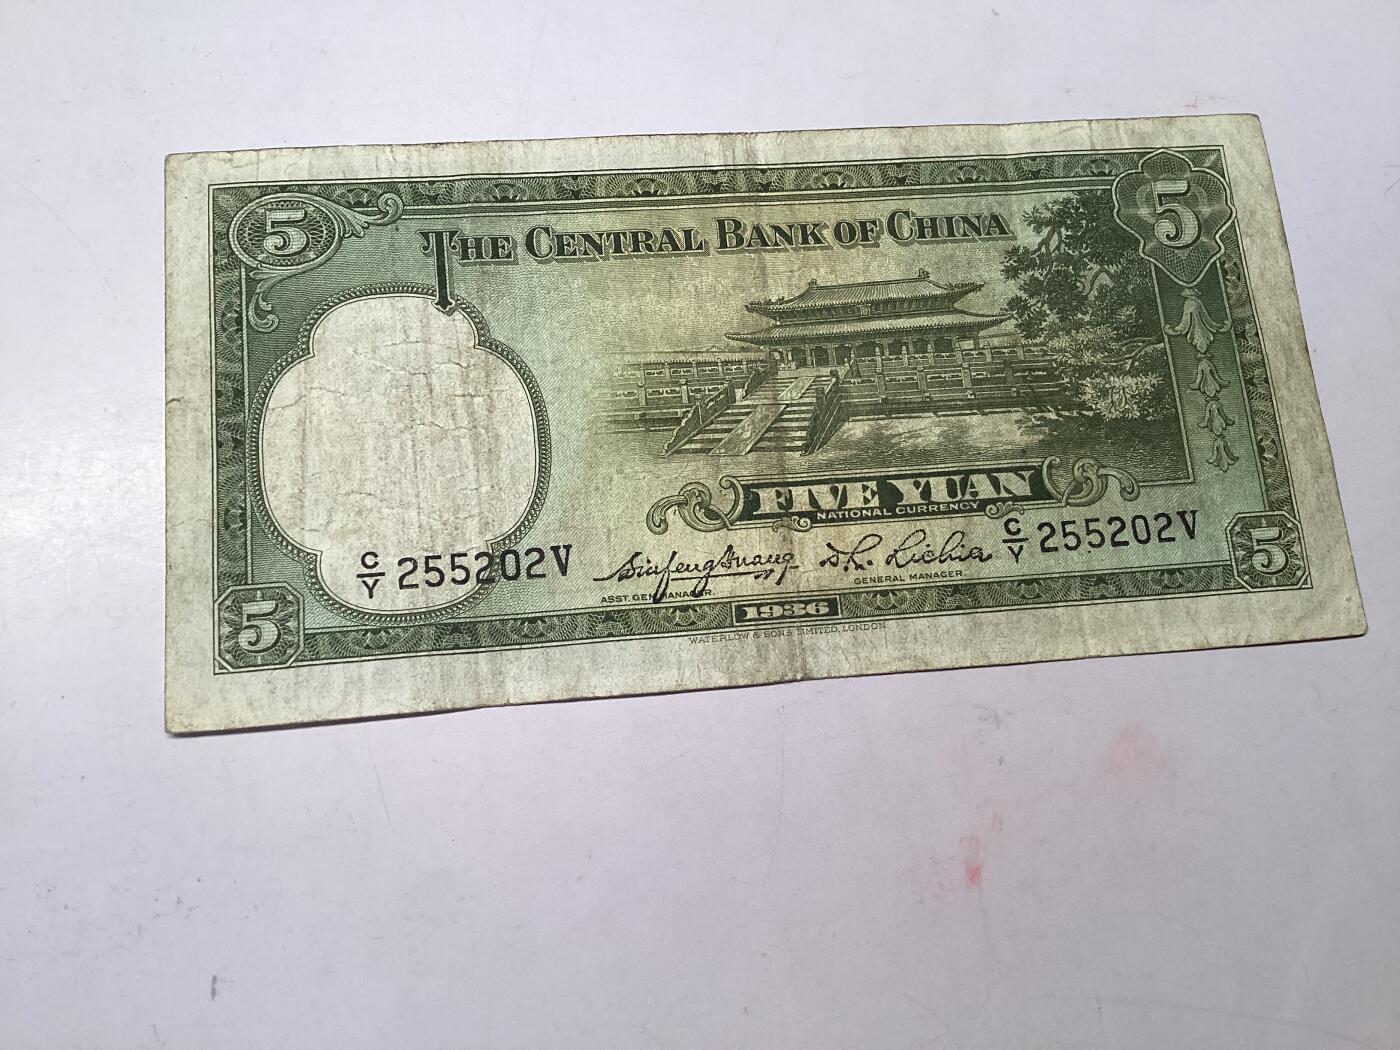 5
5
THE CENTRAL BANK OF CHINA
FIVE YUAN
NATIONAL CURRENCY
C/Y 255202V
C/Y 255202V
ASST. GEN. MANAGER.
GENERAL MANAGER.
5
5
1936
WATERLOW & SONS LIMITED, LONDON